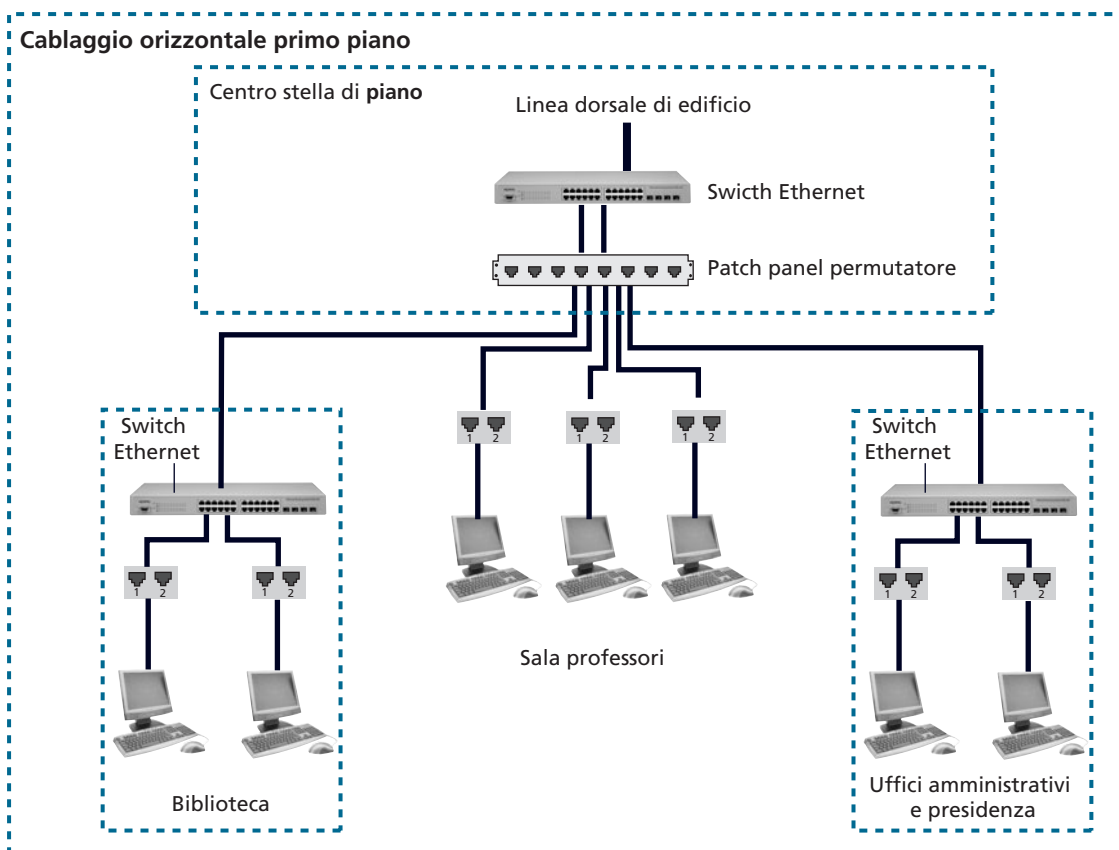 Cablaggio orizzontale primo piano
Centro stella di piano
Linea dorsale di edificio
Swicth Ethernet
Patch panel permutatore
Switch
Ethernet
1 2
1 2
Biblioteca
1 2
1 2
1 2
Sala professori
Switch
Ethernet
1 2
1 2
Uffici amministrativi
e presidenza